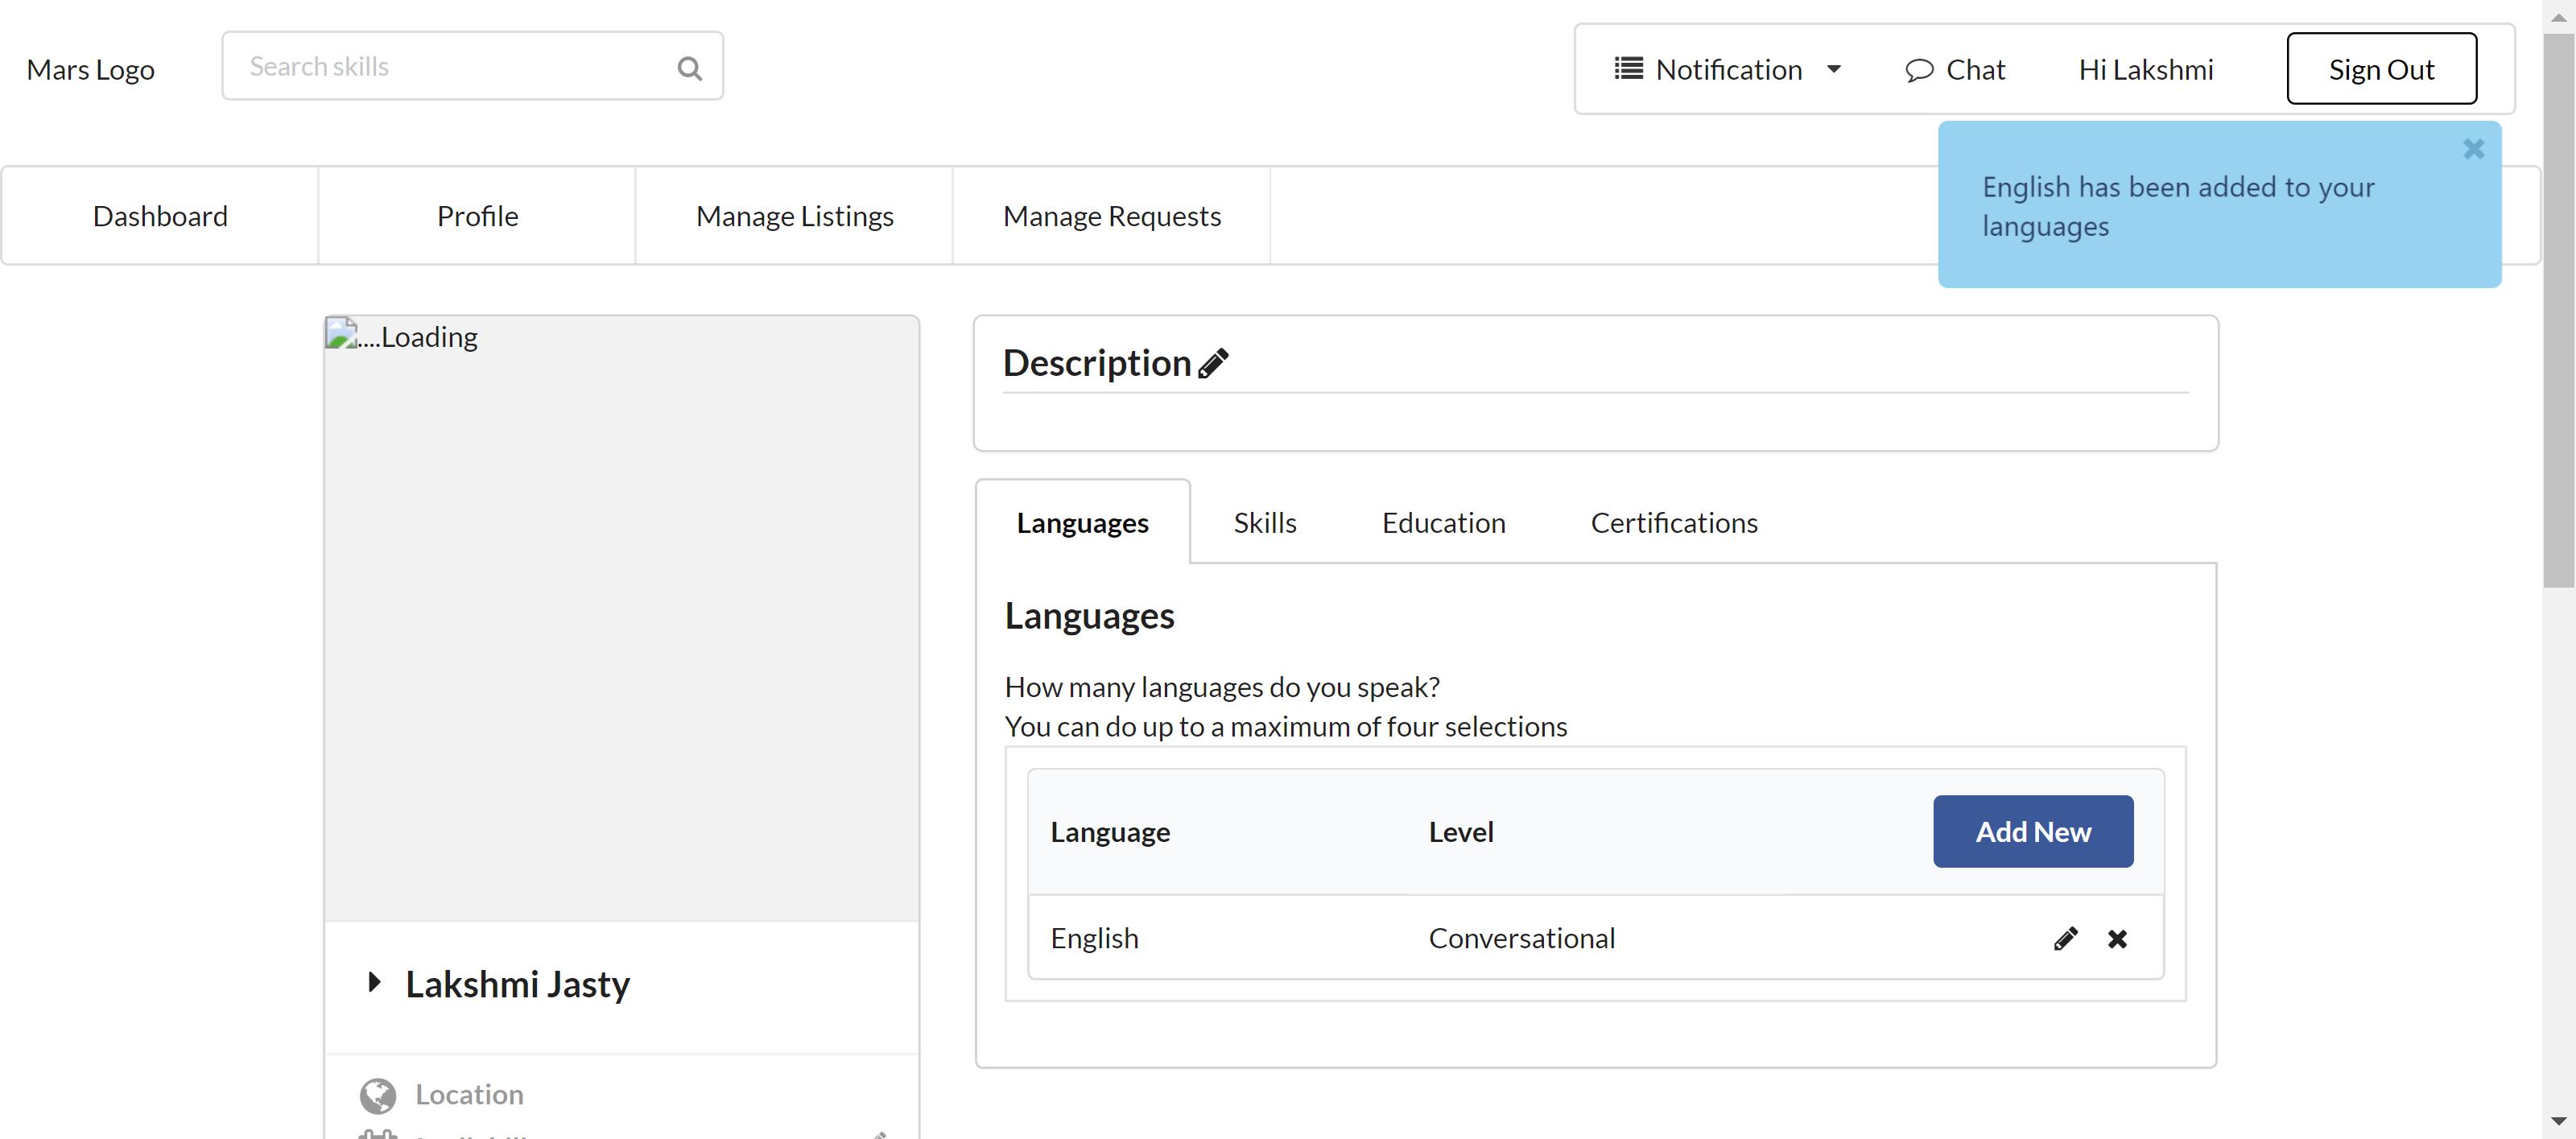 Mars Logo
Search skills
Notification
Chat
Hi Lakshmi
Sign Out
English has been added to your
languages
Dashboard
Profile
Manage Listings
Manage Requests
....Loading
Description
Languages
Skills
Education
Certifications
Languages
How many languages do you speak?
You can do up to a maximum of four selections
Language
Level
Add New
English
Conversational
Lakshmi Jasty
Location